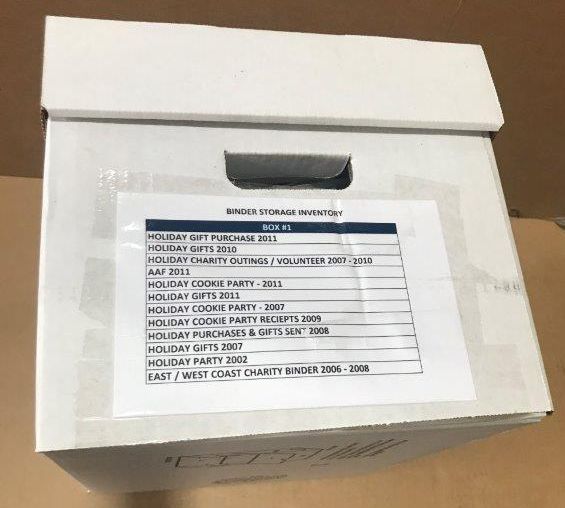 BINDER STORAGE INVENTORY
BOX #1
HOLIDAY GIFT PURCHASE 2011
HOLIDAY GIFTS 2010
HOLIDAY CHARITY OUTINGS / VOLUNTEER 2007 - 2010
AAF 2011
HOLIDAY COOKIE PARTY - 2011
HOLIDAY GIFTS 2011
HOLIDAY COOKIE PARTY - 2007
HOLIDAY COOKIE PARTY RECIEPTS 2009
HOLIDAY PURCHASES & GIFTS SENT 2008
HOLIDAY GIFTS 2007
HOLIDAY PARTY 2002
EAST / WEST COAST CHARITY BINDER 2006 - 2008